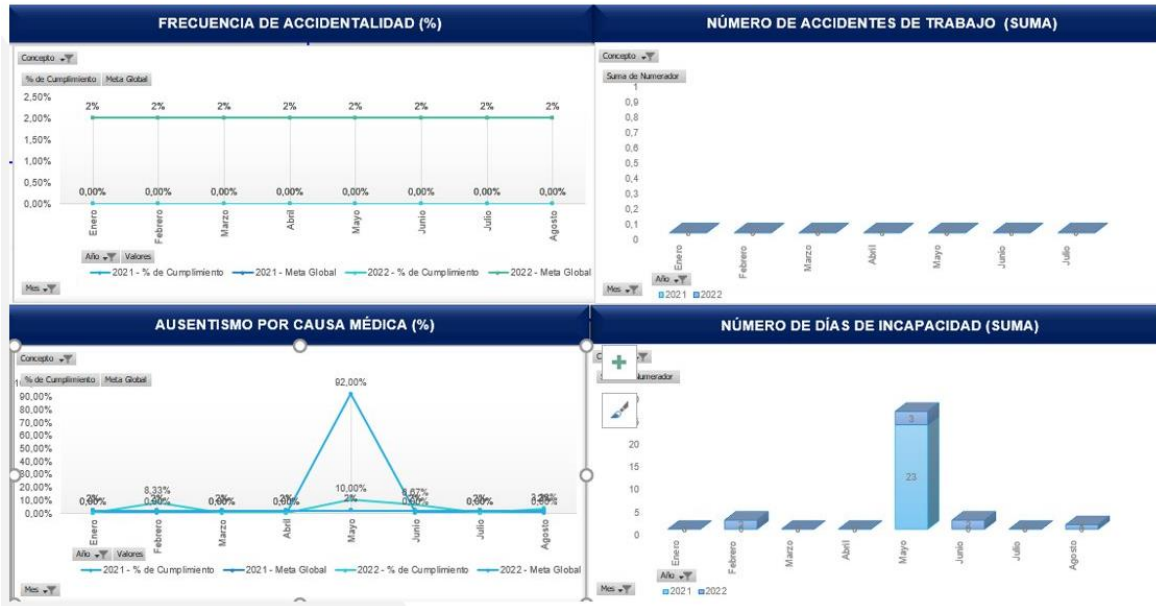 FRECUENCIA DE ACCIDENTALIDAD (%)
Concepto
% de Cumplimiento Meta Global
2,50%
2,00%
1,50%
1,00%
0,50%
0,00%
2% 2% 2% 2% 2% 2% 2% 2%
0,00% 0,00% 0,00% 0,00% 0,00% 0,00% 0,00% 0,00%
Enero Febrero Marzo Abril Mayo Junio Julio Agosto
Año Valores
2021 - % de Cumplimiento 2021 - Meta Global 2022 - % de Cumplimiento 2022 - Meta Global
Mes
NÚMERO DE ACCIDENTES DE TRABAJO (SUMA)
Concepto
Suma de Numerador
1
0,9
0,8
0,7
0,6
0,5
0,4
0,3
0,2
0,1
0
Enero Febrero Marzo Abril Mayo Junio Julio
Año
Mes
2021 2022
AUSENTISMO POR CAUSA MÉDICA (%)
Concepto
% de Cumplimiento Meta Global
90,00%
80,00%
70,00%
60,00%
50,00%
40,00%
30,00%
20,00%
10,00%
0,00%
92,00%
8,33%
10,00%
2%
Enero Febrero Marzo Abril Mayo Junio Julio Agosto
Año Valores
2021 - % de Cumplimiento 2021 - Meta Global 2022 - % de Cumplimiento 2022 - Meta Global
Mes
NÚMERO DE DÍAS DE INCAPACIDAD (SUMA)
Numerador
20
15
10
5
0
3
23
Enero Febrero Marzo Abril Mayo Junio Julio Agosto
Año
Mes
2021 2022